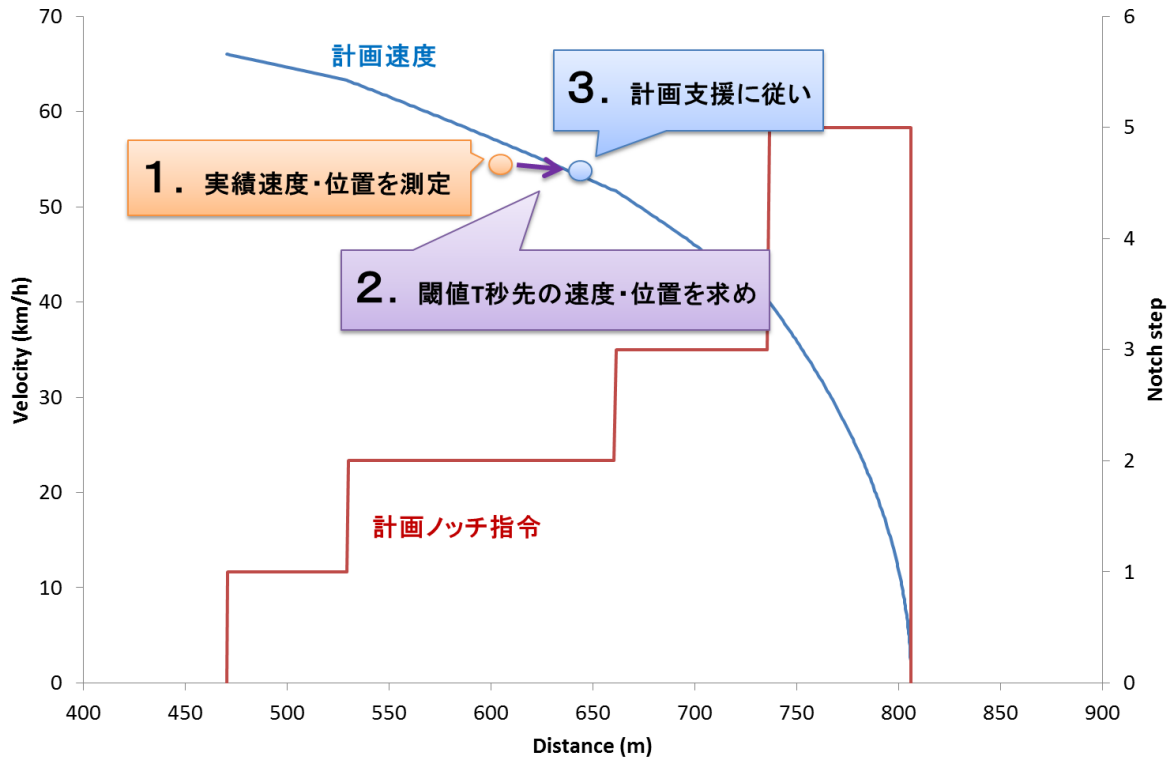 70
60
50
40
30
20
10
0
Velocity (km/h)
6
5
4
3
2
1
0
Notch step
計画速度
3. 計画支援に従い
1. 実績速度・位置を測定
2. 閾値T秒先の速度・位置を求め
計画ノッチ指令
400 450 500 550 600 650 700 750 800 850 900
Distance (m)